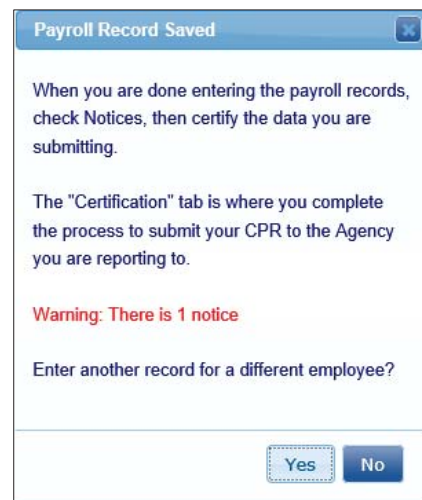 Payroll Record Saved
When you are done entering the payroll records,
check Notices, then certify the data you are
submitting.
The "Certification" tab is where you complete
the process to submit your CPR to the Agency
you are reporting to.
Warning: There is 1 notice
Enter another record for a different employee?
Yes No